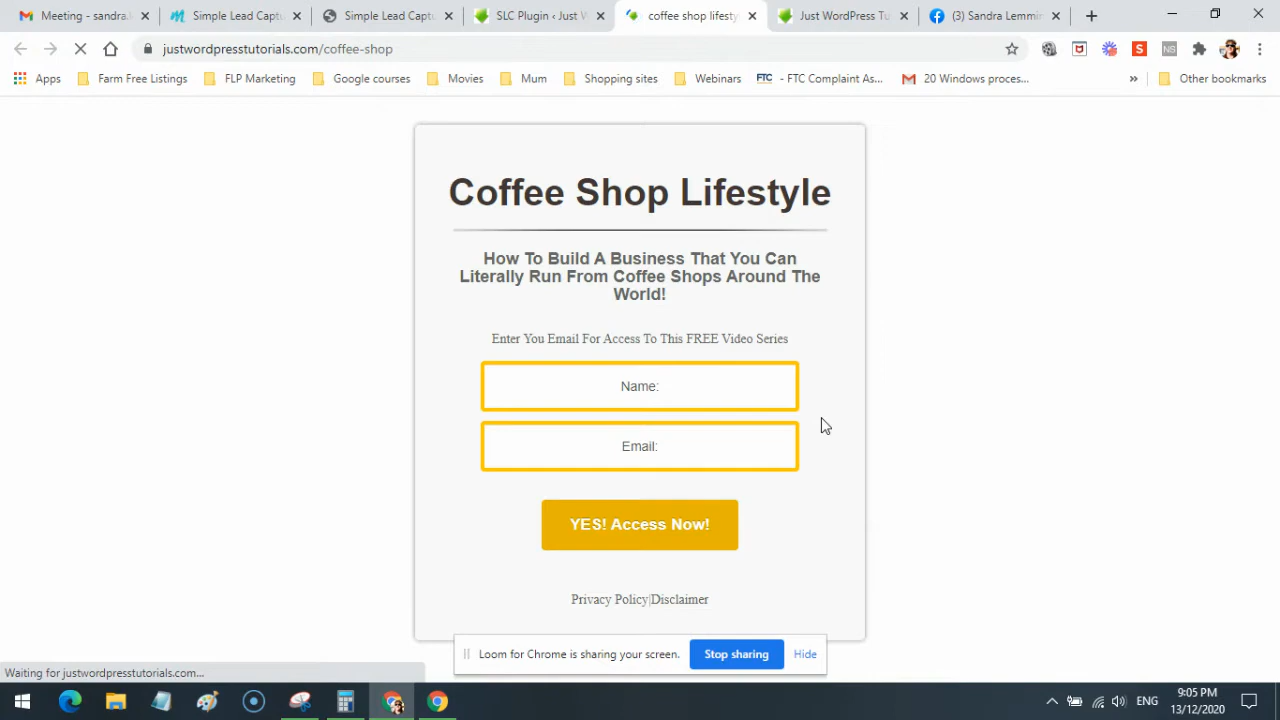 Meeting - sandra.l
Simple Lead Captu
Simple Lead Captu
SLC Plugin ‹ Just W
coffee shop lifesty
Just WordPress Tu
(3) Sandra Lemmin
justwordpresstutorials.com/coffee-shop
Apps
Farm Free Listings
FLP Marketing
Google courses
Movies
Mum
Shopping sites
Webinars
FTC - FTC Complaint As...
20 Windows proces...
»
Other bookmarks
Coffee Shop Lifestyle
How To Build A Business That You Can
Literally Run From Coffee Shops Around The
World!
Enter You Email For Access To This FREE Video Series
Name:
Email:
YES! Access Now!
Privacy Policy|Disclaimer
Loom for Chrome is sharing your screen.
Stop sharing
Hide
Waiting for justwordpresstutorials.com...
ENG
9:05 PM
13/12/2020